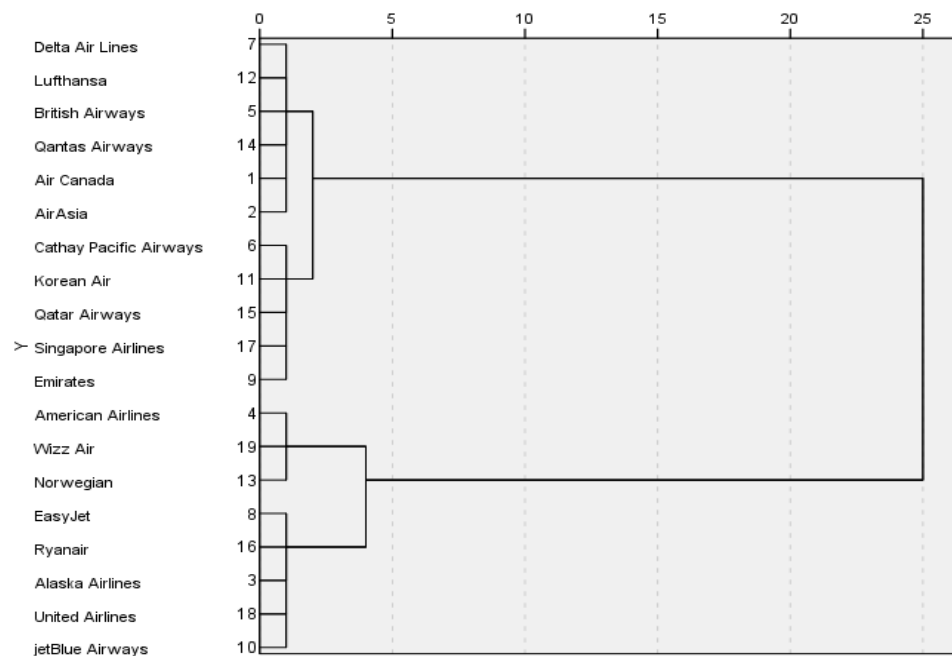 0 5 10 15 20 25
Delta Air Lines 7
Lufthansa 12
British Airways 5
Qantas Airways 14
Air Canada 1
AirAsia 2
Cathay Pacific Airways 6
Korean Air 11
Qatar Airways 15
Y Singapore Airlines 17
Emirates 9
American Airlines 4
Wizz Air 19
Norwegian 13
EasyJet 8
Ryanair 16
Alaska Airlines 3
United Airlines 18
jetBlue Airways 10